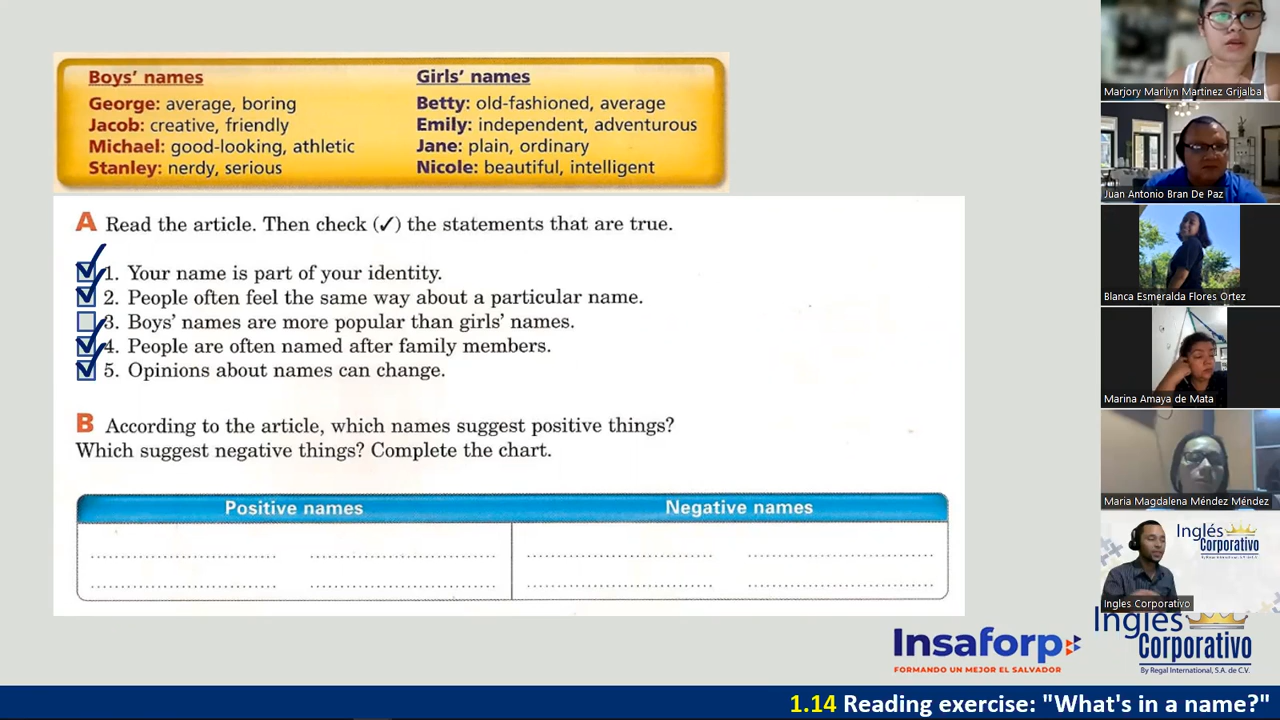 Boys' names
George: average, boring
Jacob: creative, friendly
Michael: good-looking, athletic
Stanley: nerdy, serious
Girls' names
Betty: old-fashioned, average
Emily: independent, adventurous
Jane: plain, ordinary
Nicole: beautiful, intelligent
A Read the article. Then check (✓) the statements that are true.
1. Your name is part of your identity.
2. People often feel the same way about a particular name.
3. Boys' names are more popular than girls' names.
4. People are often named after family members.
5. Opinions about names can change.
B According to the article, which names suggest positive things?
Which suggest negative things? Complete the chart.
Positive names
Negative names
Marjory Marilyn Martinez Grijalba
Juan Antonio Bran De Paz
Blanca Esmeralda Flores Ortez
Marina Amaya de Mata
Maria Magdalena Méndez Méndez
Inglés
Corporativo
By Regal International, S.A. de C.V.
Ingles Corporativo
Insaforp
FORMANDO UN MEJOR EL SALVADOR
Inglés
Corporativo
By Regal International, S.A. de C.V.
1.14 Reading exercise: "What's in a name?"